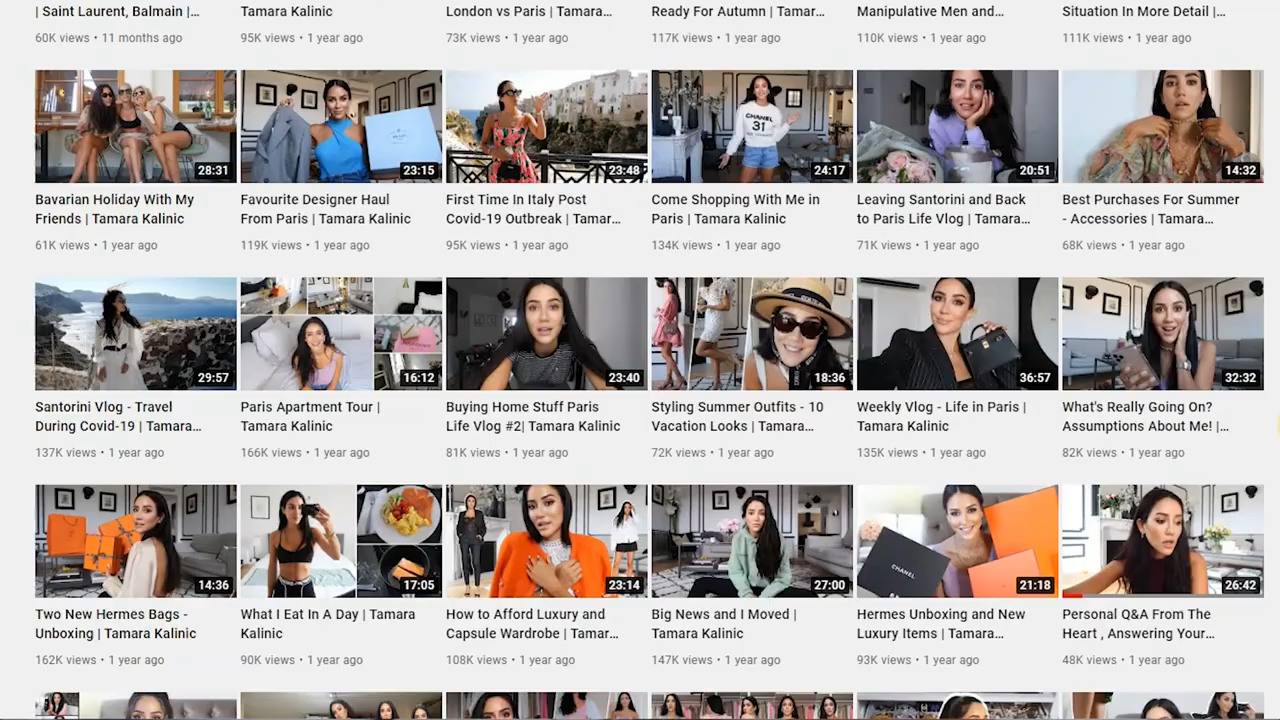 | Saint Laurent, Balmain |...
Tamara Kalinic
London vs Paris | Tamara...
Ready For Autumn | Tamar...
Manipulative Men and...
Situation In More Detail |...
60K views • 11 months ago
95K views • 1 year ago
73K views • 1 year ago
117K views • 1 year ago
110K views • 1 year ago
111K views • 1 year ago
CHANEL
31
28:31
23:15
23:48
24:17
20:51
14:32
Bavarian Holiday With My
Friends | Tamara Kalinic
Favourite Designer Haul
From Paris | Tamara Kalinic
First Time In Italy Post
Covid-19 Outbreak | Tamar...
Come Shopping With Me in
Paris | Tamara Kalinic
Leaving Santorini and Back
to Paris Life Vlog | Tamara...
Best Purchases For Summer
- Accessories | Tamara...
61K views • 1 year ago
119K views • 1 year ago
95K views • 1 year ago
134K views • 1 year ago
71K views • 1 year ago
68K views • 1 year ago
29:57
16:12
23:40
18:36
36:57
32:32
Santorini Vlog - Travel
During Covid-19 | Tamara...
Paris Apartment Tour |
Tamara Kalinic
Buying Home Stuff Paris
Life Vlog #2| Tamara Kalinic
Styling Summer Outfits - 10
Vacation Looks | Tamara...
Weekly Vlog - Life in Paris |
Tamara Kalinic
What's Really Going On?
Assumptions About Me! |...
137K views • 1 year ago
166K views • 1 year ago
81K views • 1 year ago
72K views • 1 year ago
135K views • 1 year ago
82K views • 1 year ago
CHANEL
14:36
17:05
23:14
27:00
21:18
26:42
Two New Hermes Bags -
Unboxing | Tamara Kalinic
What I Eat In A Day | Tamara
Kalinic
How to Afford Luxury and
Capsule Wardrobe | Tamar...
Big News and I Moved |
Tamara Kalinic
Hermes Unboxing and New
Luxury Items | Tamara...
Personal Q&A From The
Heart , Answering Your...
162K views • 1 year ago
90K views • 1 year ago
108K views • 1 year ago
147K views • 1 year ago
93K views • 1 year ago
48K views • 1 year ago